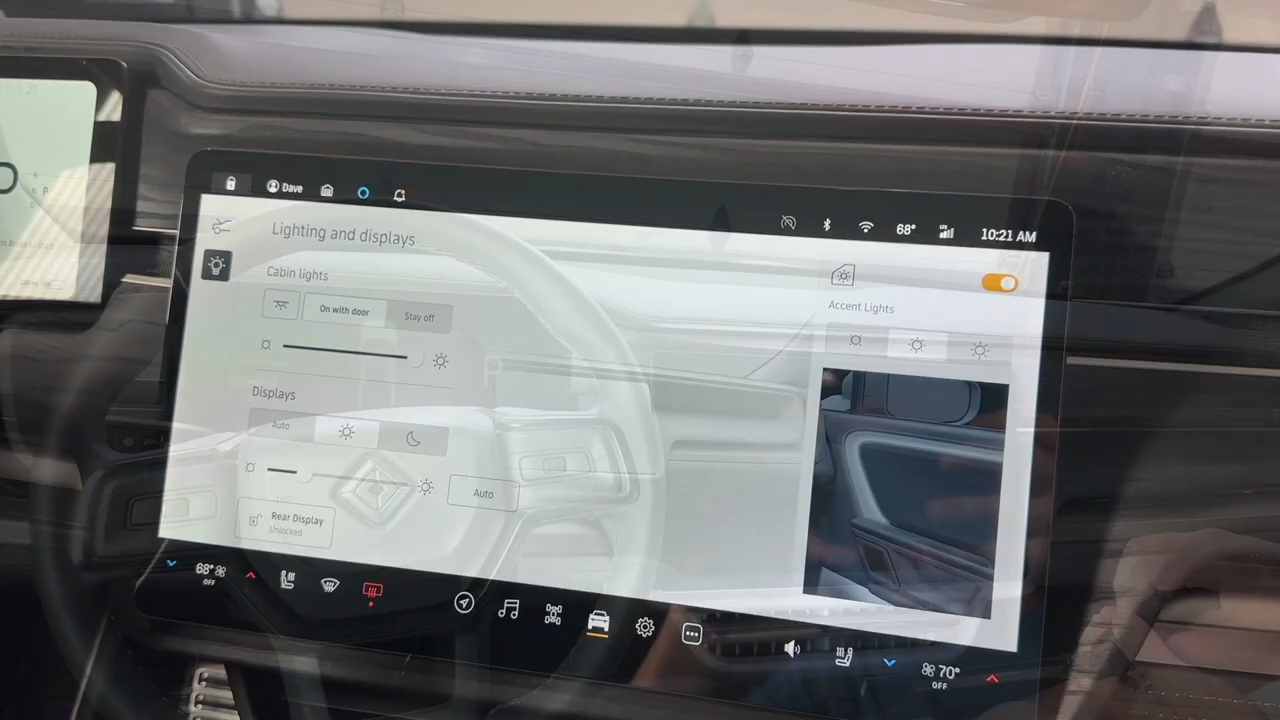 Dave
68°
LTE
10:21 AM
Lighting and displays
Cabin lights
On with door
Stay off
Displays
Auto
Auto
Rear Display
Unlocked
Accent Lights
P
68°
OFF
70°
OFF